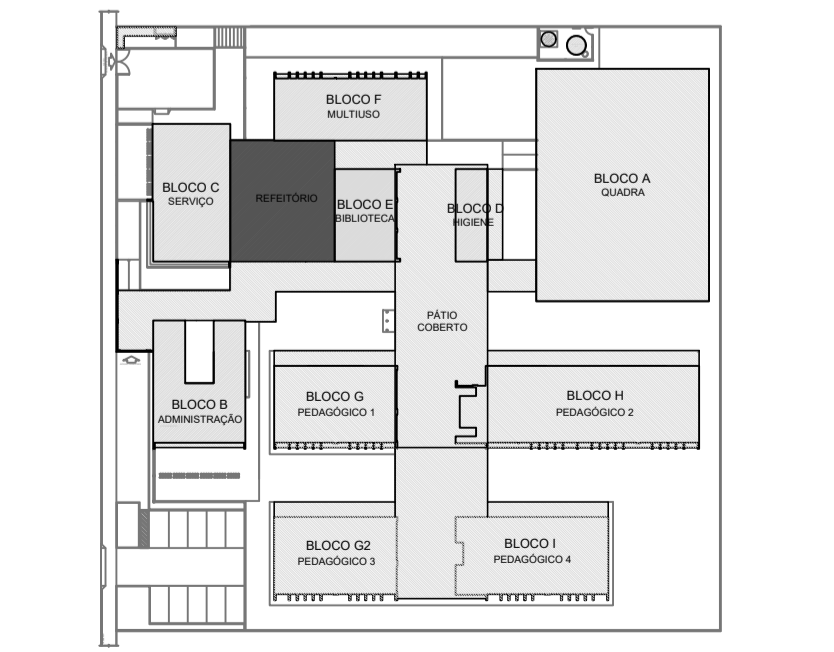 BLOCO F
MULTIUSO
BLOCO A
QUADRA
BLOCO C
SERVIÇO
REFEITÓRIO
BLOCO E
BIBLIOTECA
BLOCO D
HIGIENE
PÁTIO
COBERTO
BLOCO B
ADMINISTRAÇÃO
BLOCO G
PEDAGÓGICO 1
BLOCO H
PEDAGÓGICO 2
BLOCO G2
PEDAGÓGICO 3
BLOCO I
PEDAGÓGICO 4